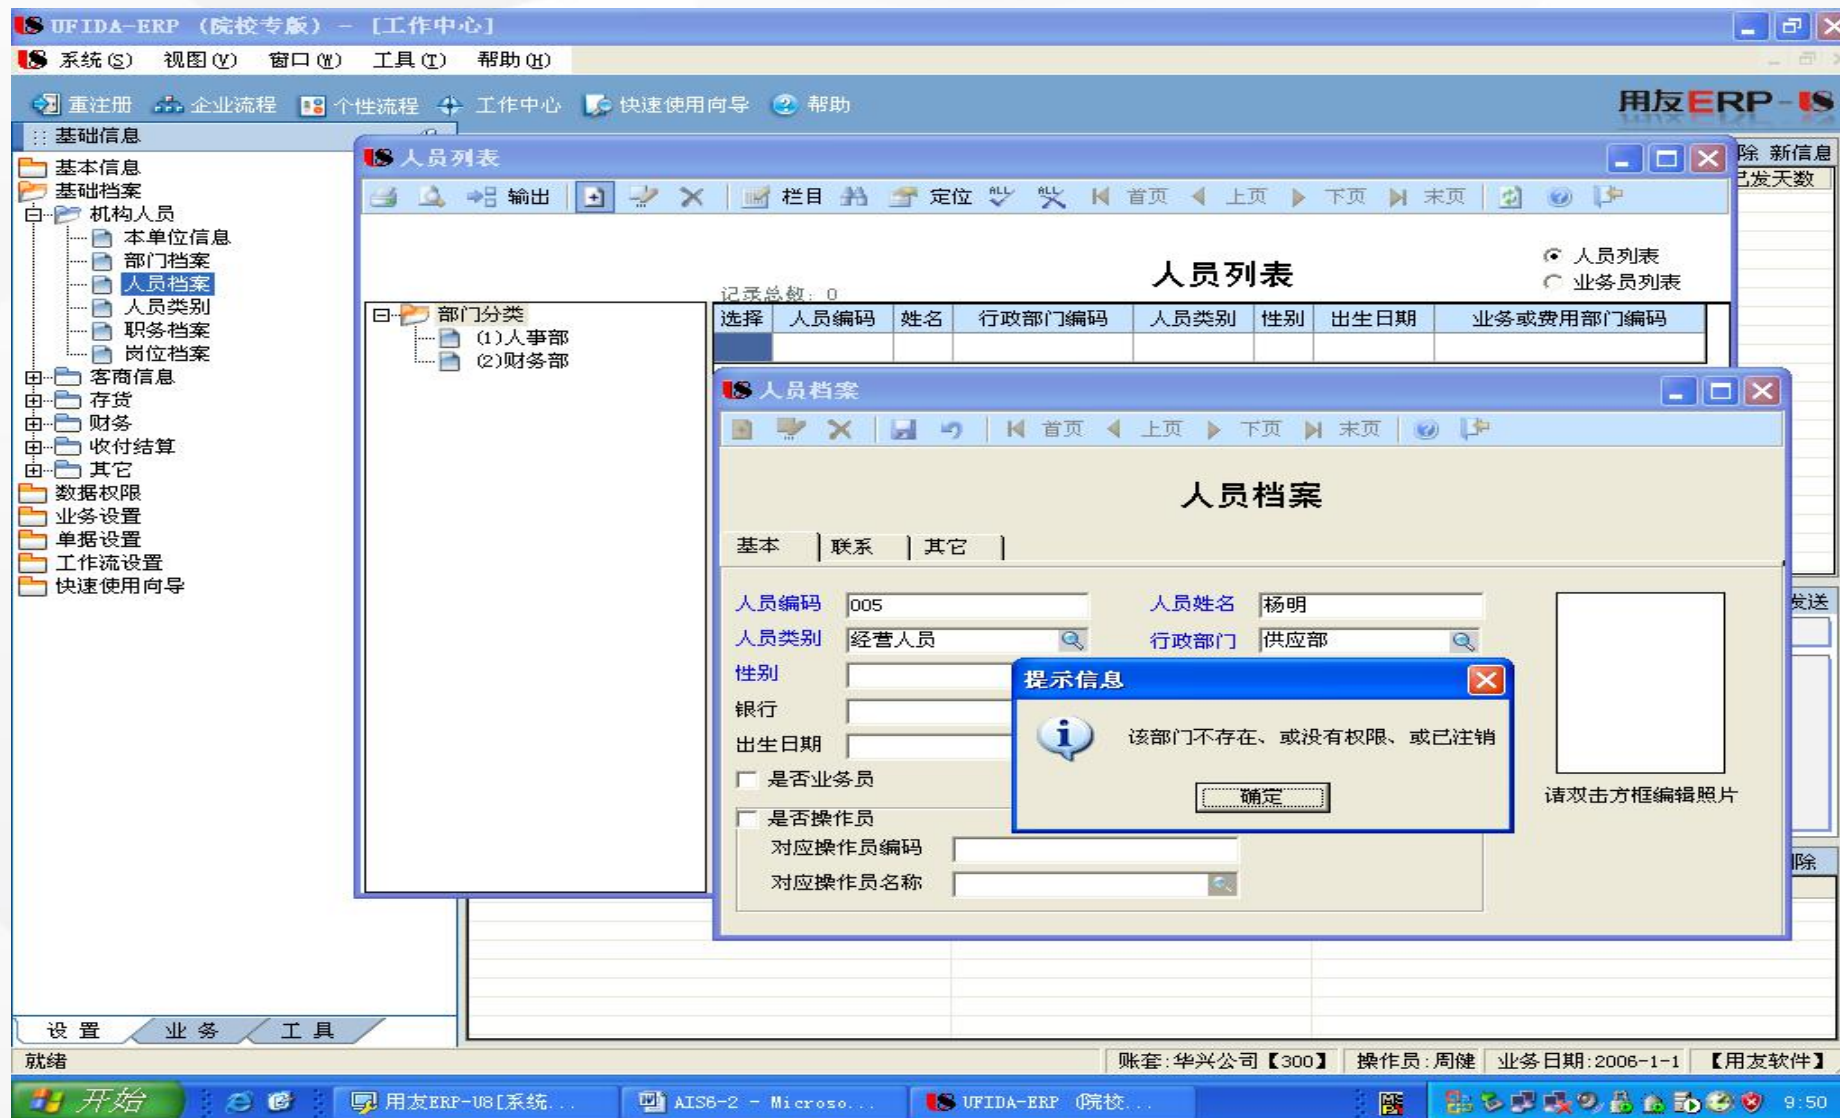 UFIDA-ERP （院校专版） - [工作中心]
系统(S) 视图(V) 窗口(W) 工具(T) 帮助(H)
重注册 企业流程 个性流程 工作中心 快速使用向导 帮助
用友ERP-U8
基础信息
基本信息
基础档案
机构人员
本单位信息
部门档案
人员档案
人员类别
职务档案
岗位档案
客商信息
存货
财务
收付结算
其它
数据权限
业务设置
单据设置
工作流设置
快速使用向导
设置 业务 工具
除 新信息
已发天数
发送
人员列表
输出 栏目 定位 ALL ALL 首页 上页 下页 末页
人员列表
人员列表
业务员列表
记录总数: 0
部门分类
(1)人事部
(2)财务部
选择 人员编码 姓名 行政部门编码 人员类别 性别 出生日期 业务或费用部门编码
人员档案
首页 上页 下页 末页
人员档案
基本 联系 其它
人员编码 005 人员姓名 杨明
人员类别 经营人员 行政部门 供应部
性别
银行
出生日期
是否业务员
是否操作员
对应操作员编码
对应操作员名称
请双击方框编辑照片
提示信息
该部门不存在、或没有权限、或已注销
确定
就绪 账套:华兴公司【300】 操作员:周健 业务日期:2006-1-1 【用友软件】
开始 用友ERP-U8[系统... AIS6-2 - Microso... UFIDA-ERP （院校... 9:50